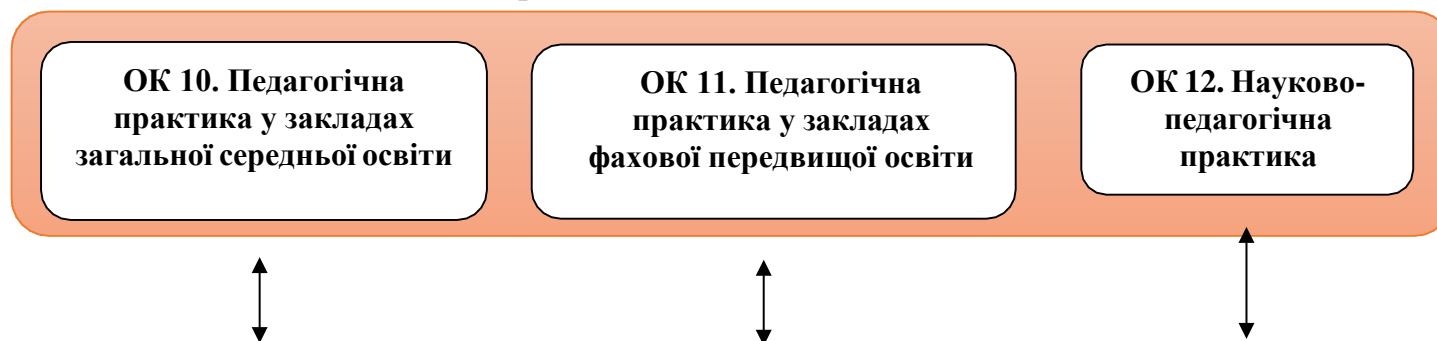 ОК 10. Педагогічна
практика у закладах
загальної середньої освіти
ОК 11. Педагогічна
практика у закладах
фахової передвищої освіти
ОК 12. Науково-
педагогічна
практика